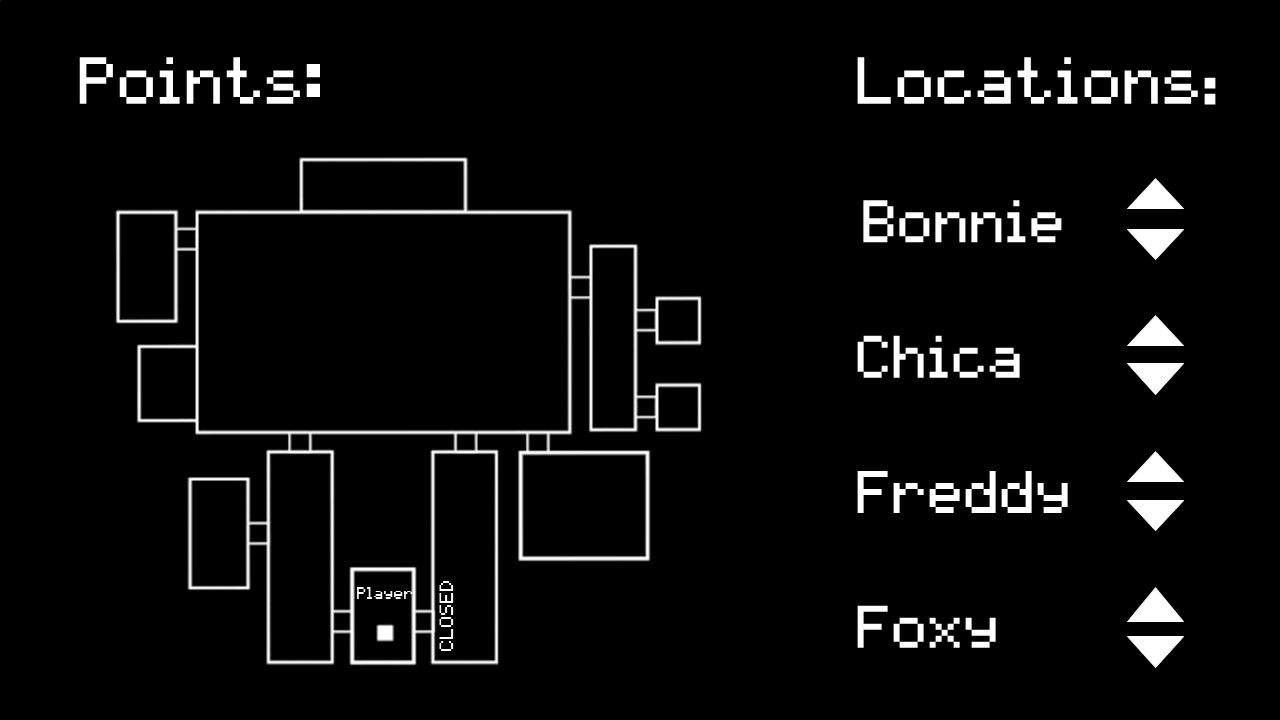 Points:
Locations:
Bonnie
Chica
Freddy
Foxy
Player
CLOSED